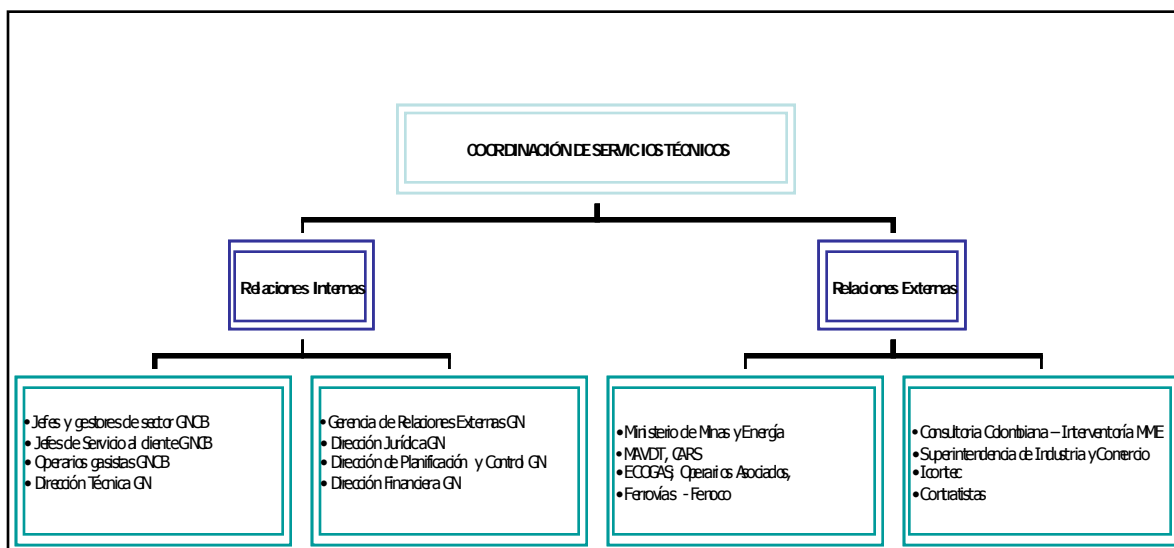 COORDINACIÓN DE SERVICIOS TÉCNICOS
Relaciones Internas
Relaciones Externas
• Jefes y gestores de sector GNCB
• Jefes de Servicio al cliente GNCB
• Operarios gasistas GNCB
• Dirección Técnica GN
• Gerencia de Relaciones Externas GN
• Dirección Jurídica GN
• Dirección de Planificación y Control GN
• Dirección Financiera GN
• Ministerio de Minas y Energía
• MAVDT, CARS
• ECOGAS; Operarios Asociados,
• Ferrovías - Fenoco
• Consultoria Colombiana – Interventoría MME
• Superintendencia de Industria y Comercio
• Icontec
• Contratistas